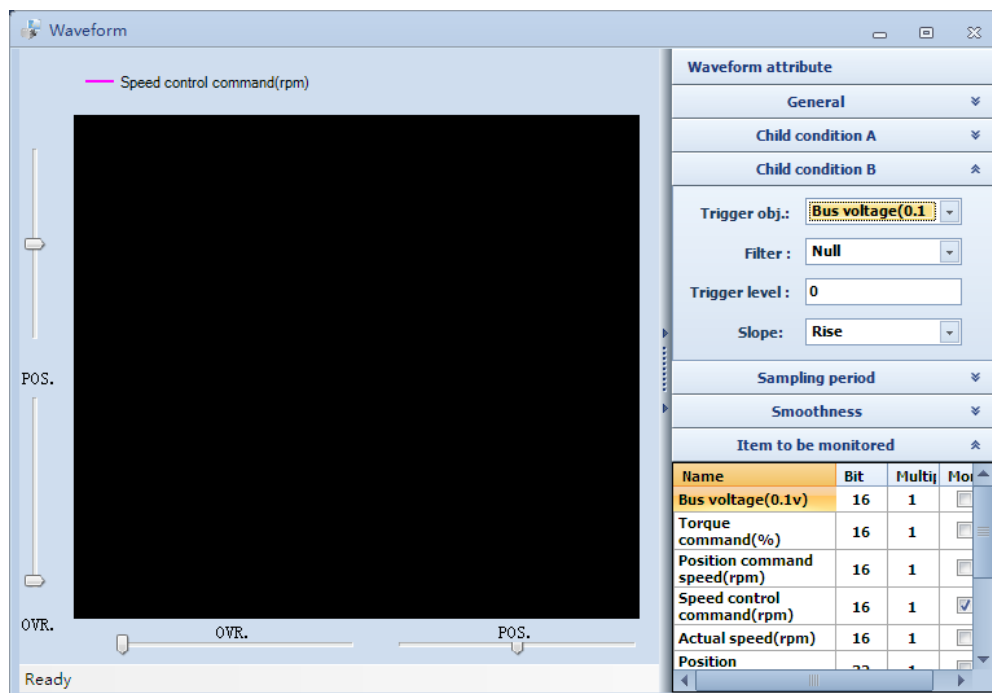 Waveform
Speed control command(rpm)
POS.
OVR.
OVR.
POS.
Ready
Waveform attribute
General
Child condition A
Child condition B
Trigger obj.: Bus voltage(0.1
Filter : Null
Trigger level : 0
Slope: Rise
Sampling period
Smoothness
Item to be monitored
Name Bit Multip Mon
Bus voltage(0.1v) 16 1
Torque
command(%) 16 1
Position command
speed(rpm) 16 1
Speed control
command(rpm) 16 1
Actual speed(rpm) 16 1
Position